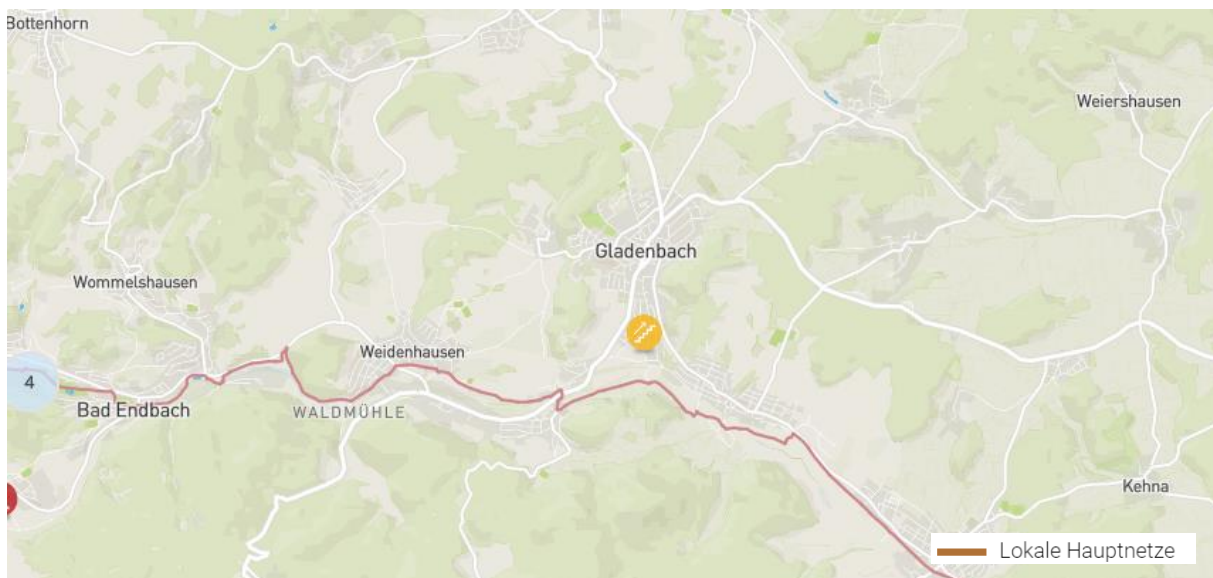 Bottenhorn
Weiershausen
Gladenbach
Wommelshausen
Weidenhausen
4
Bad Endbach
WALDMÜHLE
Kehna
Lokale Hauptnetze